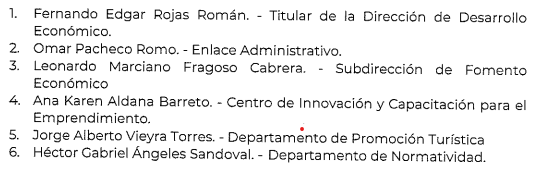 1. Fernando Edgar Rojas Román. - Titular de la Dirección de Desarrollo
Económico.
2. Omar Pacheco Romo. - Enlace Administrativo.
3. Leonardo Marciano Fragoso Cabrera. - Subdirección de Fomento
Económico
4. Ana Karen Aldana Barreto. - Centro de Innovación y Capacitación para el
Emprendimiento.
5. Jorge Alberto Vieyra Torres. - Departamento de Promoción Turística
6. Héctor Gabriel Ángeles Sandoval. - Departamento de Normatividad.